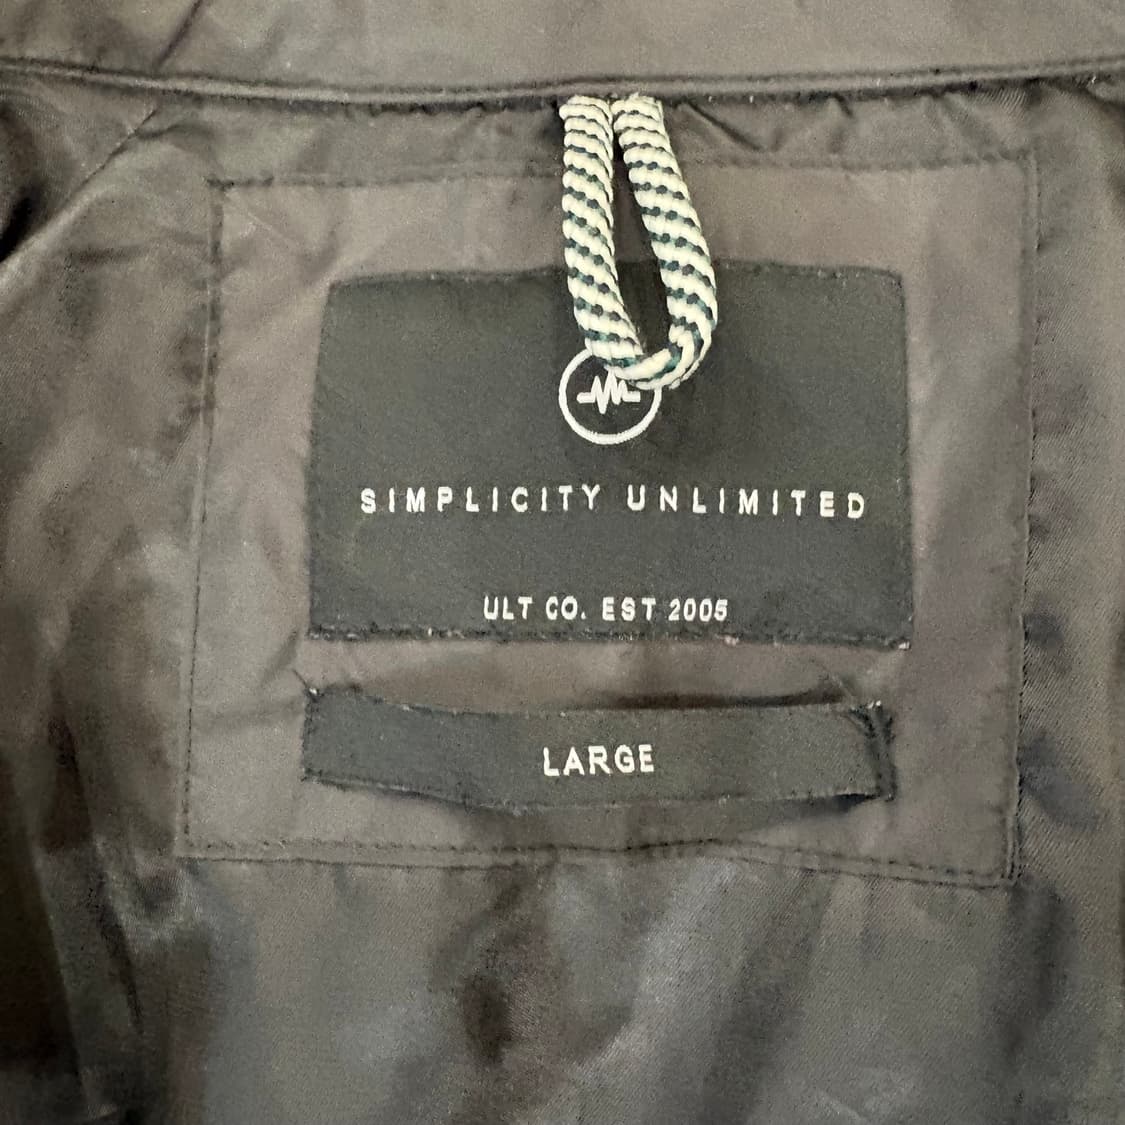 SIMPLICITY UNLIMITED
ULT CO. EST 2005
LARGE